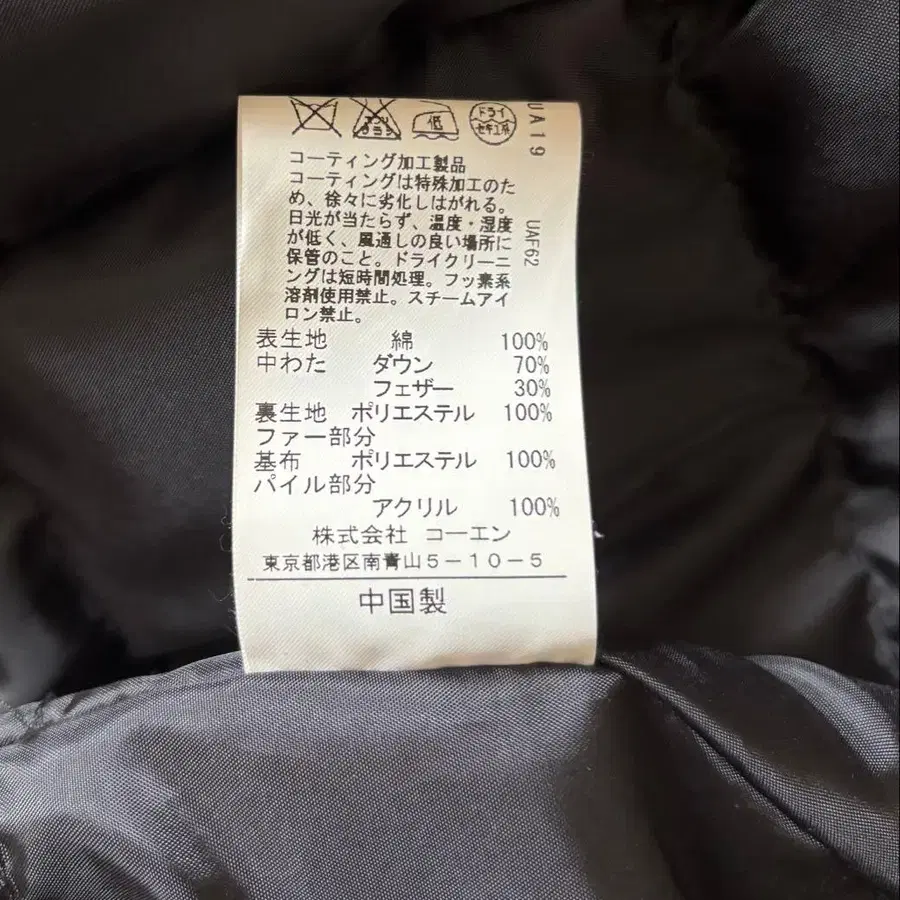 低
ドライ
セキユ系
UA19
UAF62
コーティング加工製品
コーティングは特殊加工のた
め、徐々に劣化しはがれる。
日光が当たらず、温度・湿度
が低く、風通しの良い場所に
保管のこと。ドライクリーニ
ングは短時間処理。フッ素系
溶剤使用禁止。スチームアイ
ロン禁止。
表生地 綿 100%
中わた ダウン 70%
フェザー 30%
裏生地 ポリエステル 100%
ファー部分
基布 ポリエステル 100%
パイル部分
アクリル 100%
株式会社 コーエン
東京都港区南青山5-10-5
中国製